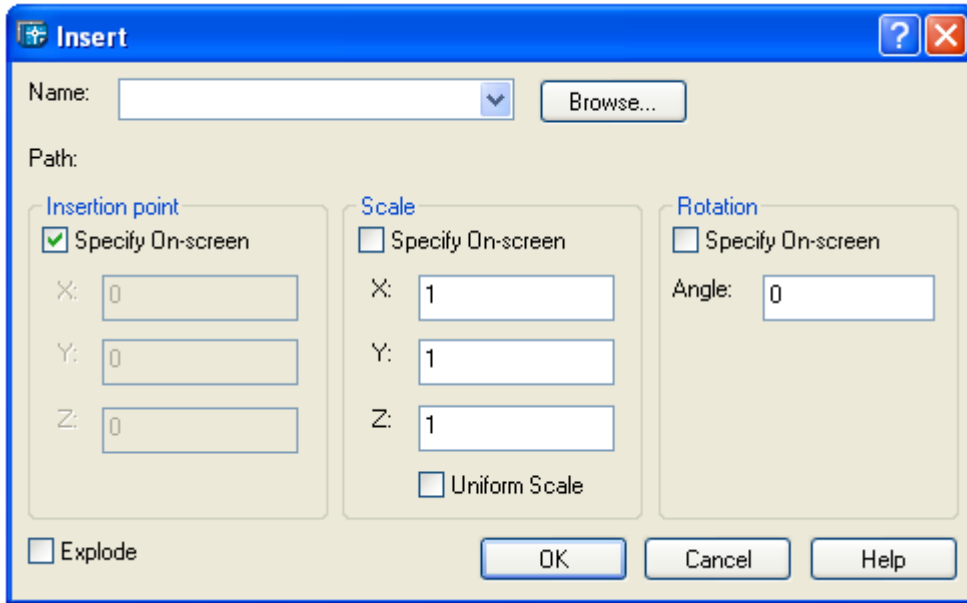 Insert
Name: Browse...
Path:
Insertion point Scale Rotation
Specify On-screen Specify On-screen Specify On-screen
X: 0 X: 1 Angle: 0
Y: 0 Y: 1
Z: 0 Z: 1
Uniform Scale
Explode OK Cancel Help